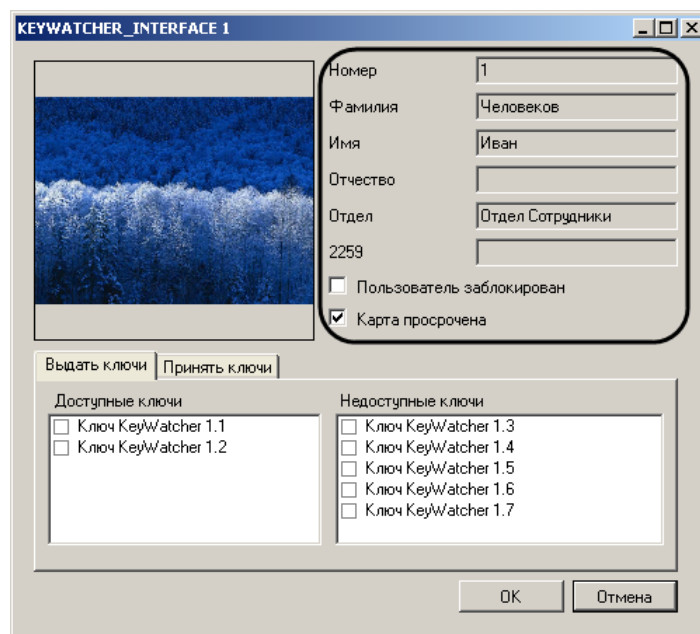 KEYWATCHER_INTERFACE 1
Номер 1
Фамилия Человеков
Имя Иван
Отчество
Отдел Отдел Сотрудники
2259
Пользователь заблокирован
Карта просрочена
Выдать ключи Принять ключи
Доступные ключи Недоступные ключи
Ключ KeyWatcher 1.1 Ключ KeyWatcher 1.3
Ключ KeyWatcher 1.2 Ключ KeyWatcher 1.4
Ключ KeyWatcher 1.5
Ключ KeyWatcher 1.6
Ключ KeyWatcher 1.7
OK Отмена